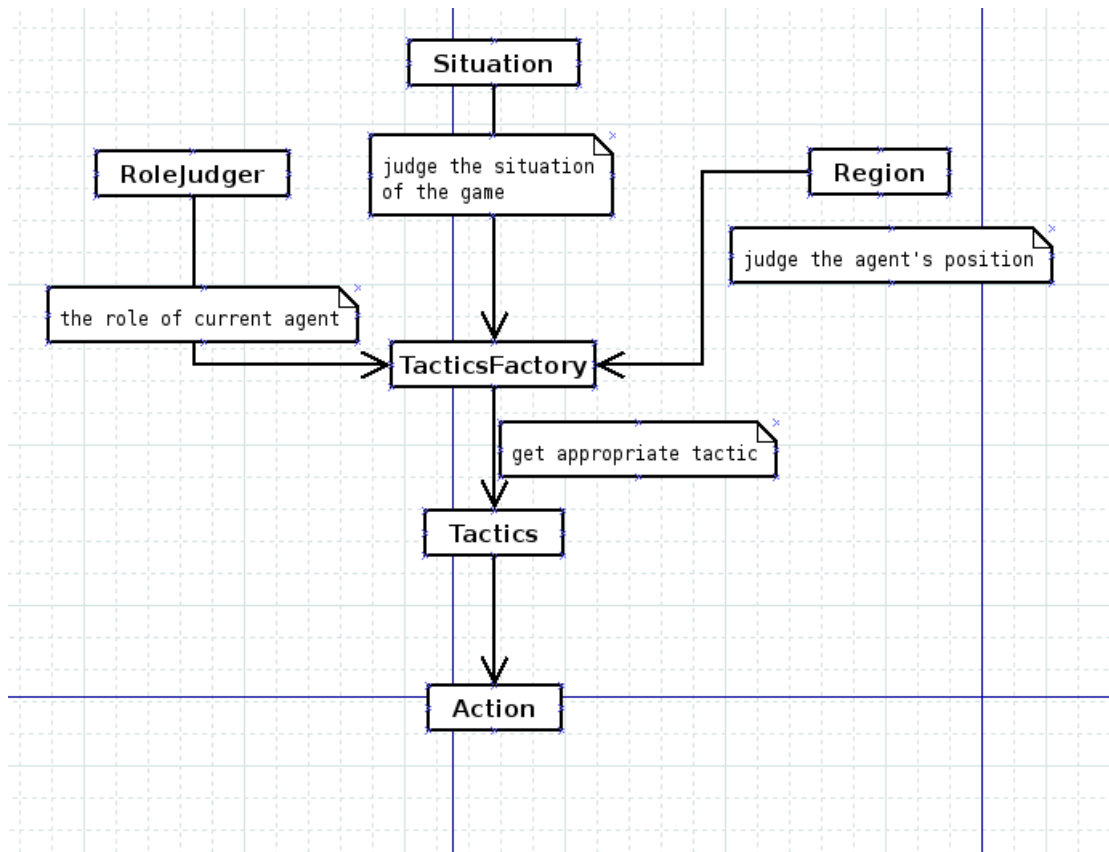 Situation
judge the situation
of the game
RoleJudger
Region
judge the agent's position
the role of current agent
TacticsFactory
get appropriate tactic
Tactics
Action